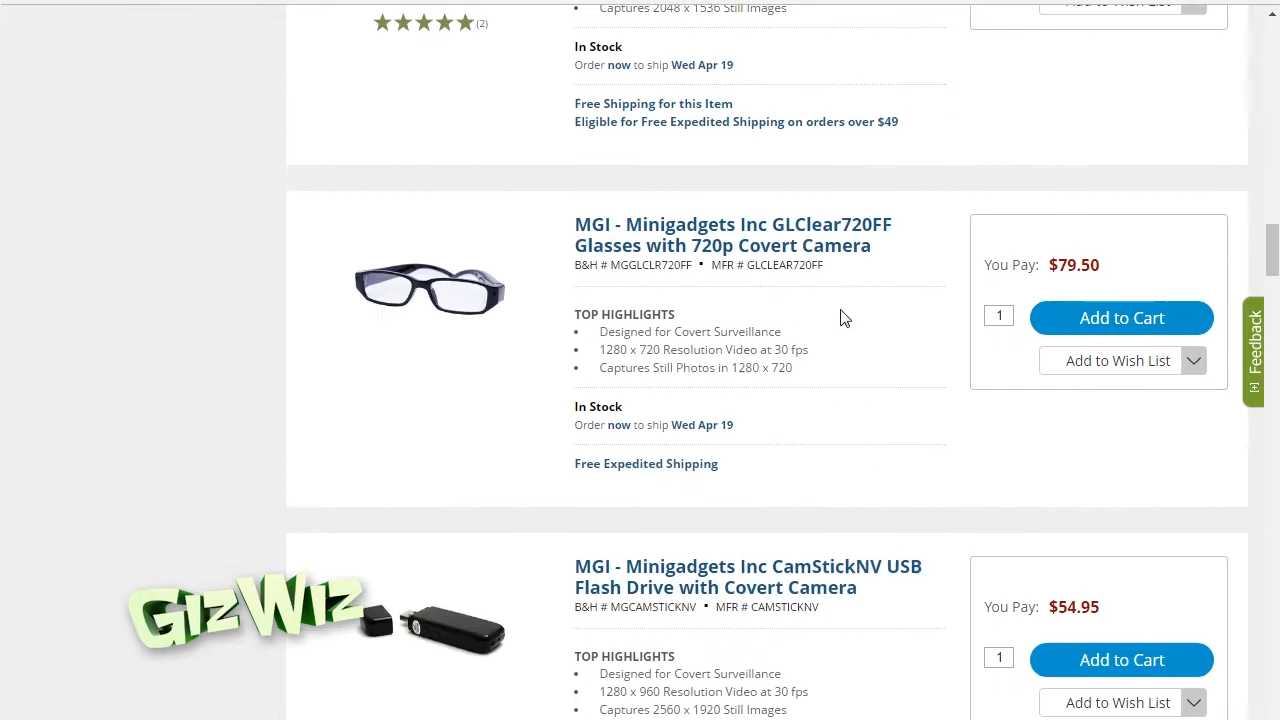 Captures 2048 x 1536 Still Images
(2)
In Stock
Order now to ship Wed Apr 19
Free Shipping for this Item
Eligible for Free Expedited Shipping on orders over $49
MGI - Minigadgets Inc GLClear720FF
Glasses with 720p Covert Camera
B&H # MGGLCLR720FF ▪ MFR # GLCLEAR720FF
TOP HIGHLIGHTS
Designed for Covert Surveillance
1280 x 720 Resolution Video at 30 fps
Captures Still Photos in 1280 x 720
In Stock
Order now to ship Wed Apr 19
Free Expedited Shipping
You Pay: $79.50
1 Add to Cart
Add to Wish List
[+] Feedback
GIZWIZ
MGI - Minigadgets Inc CamStickNV USB
Flash Drive with Covert Camera
B&H # MGCAMSTICKNV ▪ MFR # CAMSTICKNV
TOP HIGHLIGHTS
Designed for Covert Surveillance
1280 x 960 Resolution Video at 30 fps
Captures 2560 x 1920 Still Images
You Pay: $54.95
1 Add to Cart
Add to Wish List